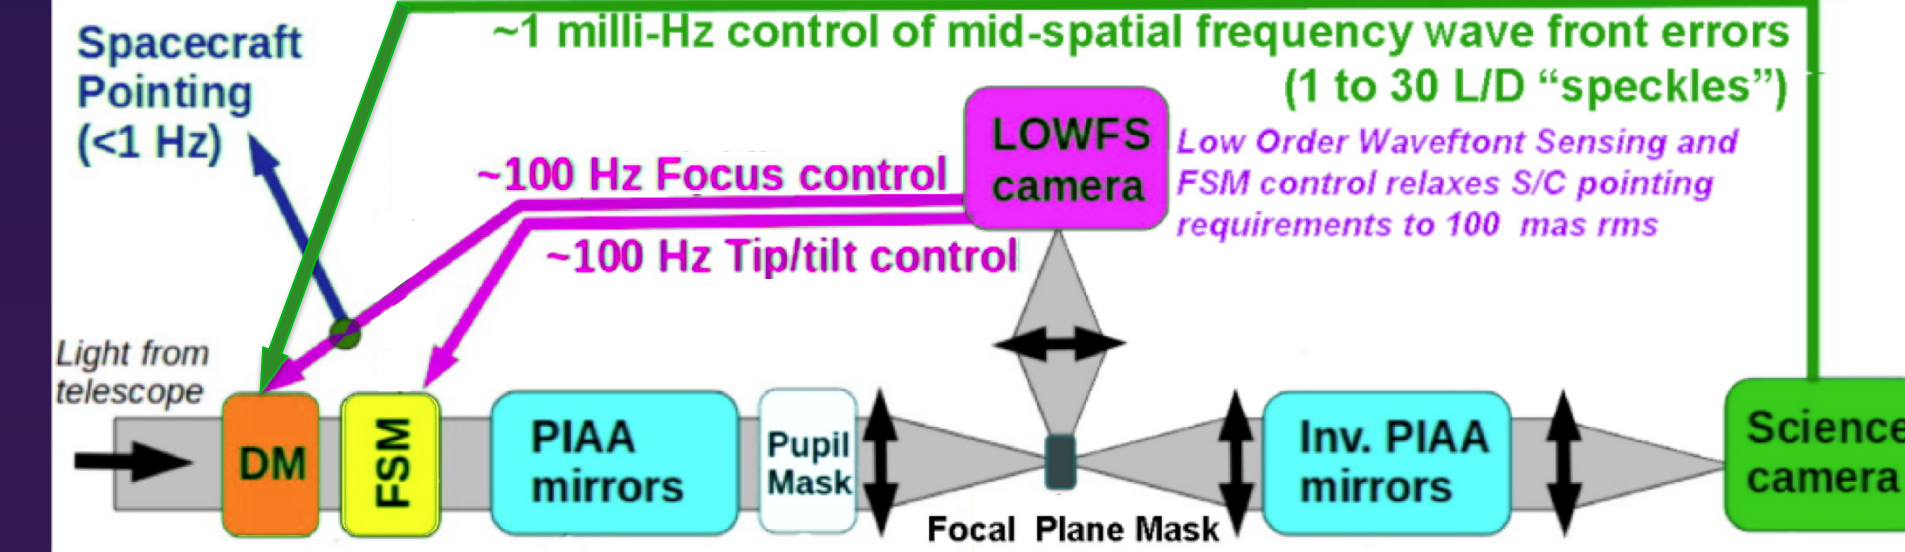 Spacecraft
Pointing
(<1 Hz)
~1 milli-Hz control of mid-spatial frequency wave front errors
(1 to 30 L/D “speckles”)
LOWFS
camera
Low Order Waveftont Sensing and
FSM control relaxes S/C pointing
requirements to 100 mas rms
~100 Hz Focus control
~100 Hz Tip/tilt control
Light from
telescope
DM
FSM
PIAA
mirrors
Pupil
Mask
Focal Plane Mask
Inv. PIAA
mirrors
Science
camera